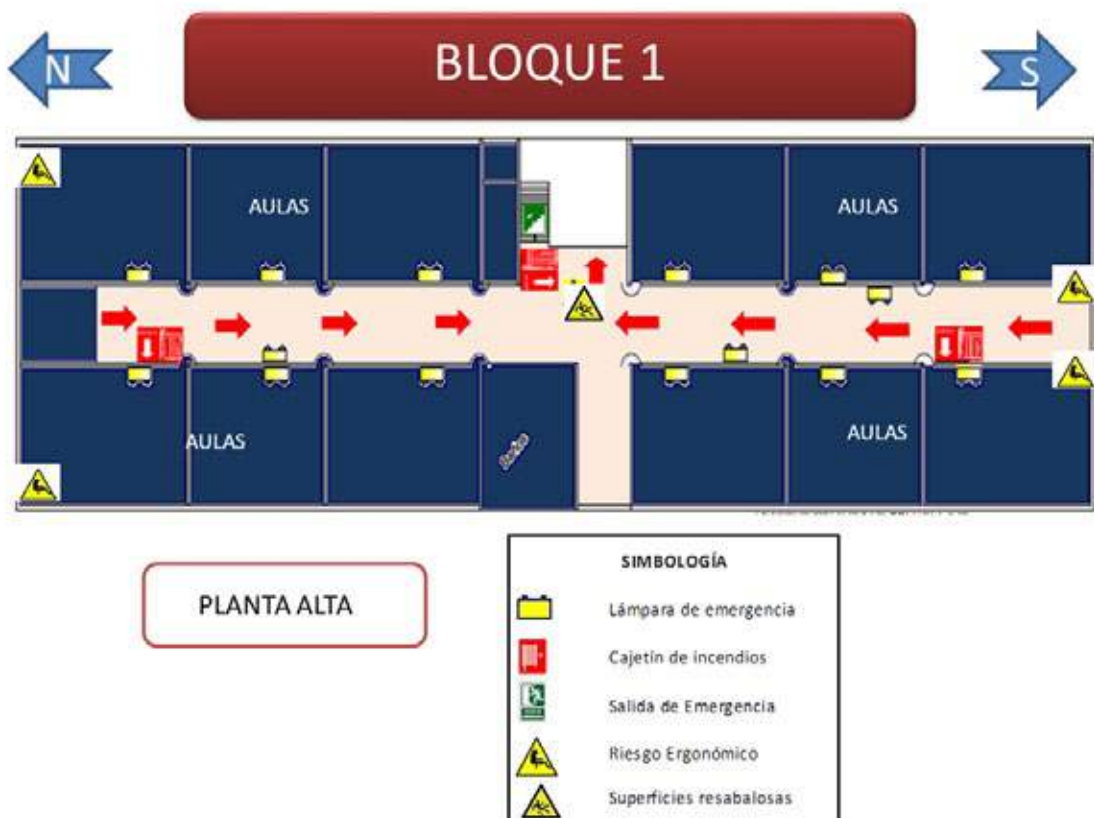 N
BLOQUE 1
S
AULAS
AULAS
AULAS
AULAS
PLANTA ALTA
SIMBOLOGÍA
Lámpara de emergencia
Cajetín de incendios
Salida de Emergencia
Riesgo Ergonómico
Superficies resabalosas